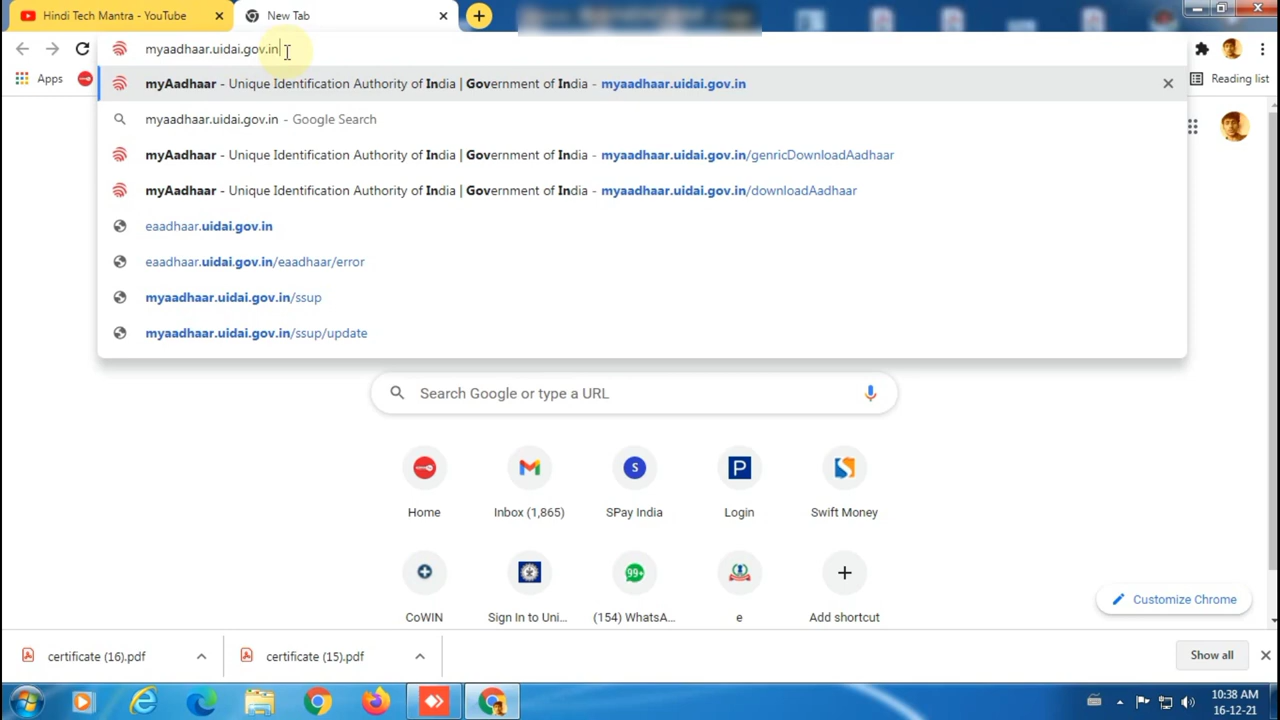 Hindi Tech Mantra - YouTube
New Tab
myaadhaar.uidai.gov.in
Apps
Reading list
myAadhaar - Unique Identification Authority of India | Government of India - myaadhaar.uidai.gov.in
myaadhaar.uidai.gov.in - Google Search
myAadhaar - Unique Identification Authority of India | Government of India - myaadhaar.uidai.gov.in/genricDownloadAadhaar
myAadhaar - Unique Identification Authority of India | Government of India - myaadhaar.uidai.gov.in/downloadAadhaar
eaadhaar.uidai.gov.in
eaadhaar.uidai.gov.in/eaadhaar/error
myaadhaar.uidai.gov.in/ssup
myaadhaar.uidai.gov.in/ssup/update
Search Google or type a URL
S
P
Home
Inbox (1,865)
SPay India
Login
Swift Money
99+
CoWIN
Sign In to Uni...
(154) WhatsA...
e
Add shortcut
Customize Chrome
certificate (16).pdf
certificate (15).pdf
Show all
10:38 AM
16-12-21